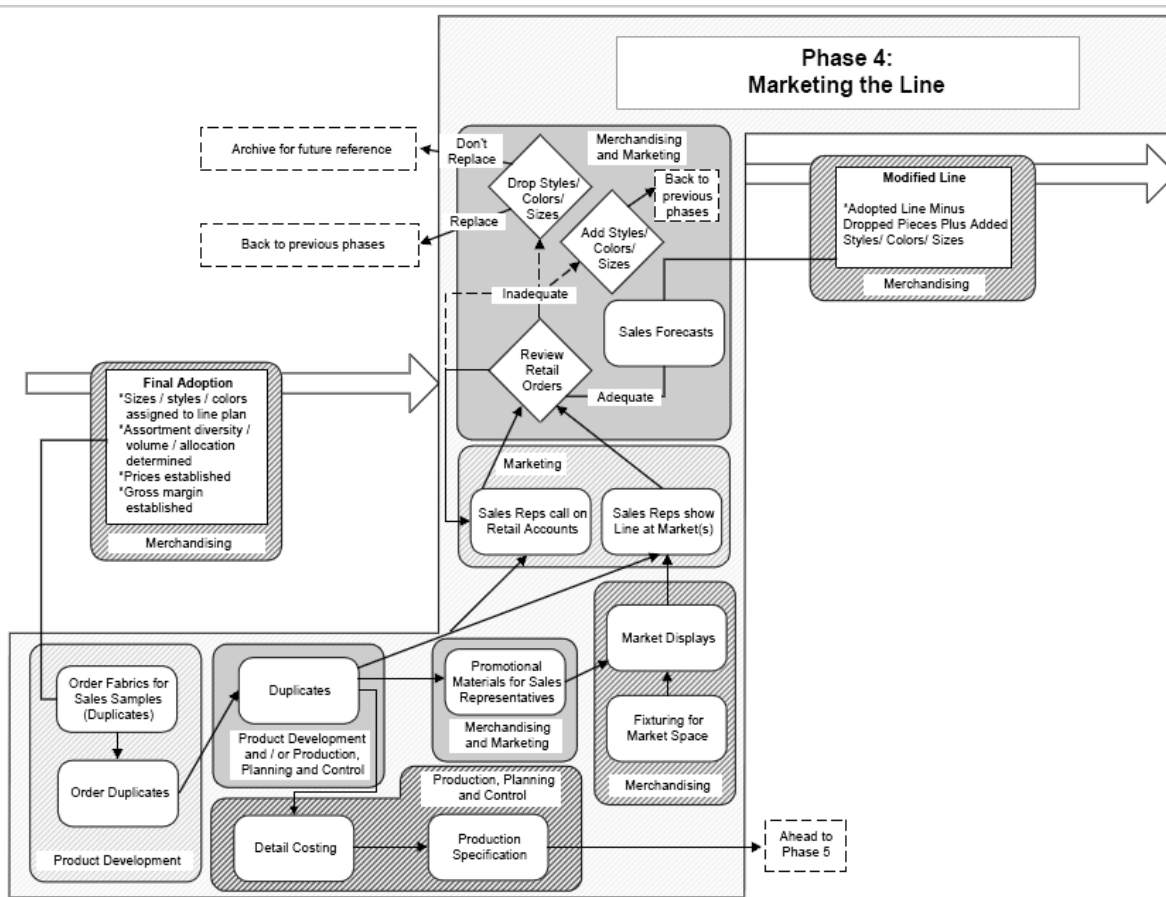 Phase 4:
Marketing the Line
Merchandising
and Marketing
Don't
Replace
Archive for future reference
Drop Styles/
Colors/
Sizes
Back to
previous
phases
Replace
Back to previous phases
Add Styles/
Colors/
Sizes
Modified Line
*Adopted Line Minus
Dropped Pieces Plus Added
Styles/ Colors/ Sizes
Merchandising
Inadequate
Sales Forecasts
Review
Retail
Orders
Adequate
Final Adoption
*Sizes / styles / colors
assigned to line plan
*Assortment diversity /
volume / allocation
determined
*Prices established
*Gross margin
established
Merchandising
Marketing
Sales Reps call on
Retail Accounts
Sales Reps show
Line at Market(s)
Order Fabrics for
Sales Samples
(Duplicates)
Order Duplicates
Product Development
Duplicates
Product Development
and / or Production,
Planning and Control
Promotional
Materials for Sales
Representatives
Merchandising
and Marketing
Market Displays
Fixturing for
Market Space
Merchandising
Production, Planning
and Control
Detail Costing
Production
Specification
Ahead to
Phase 5